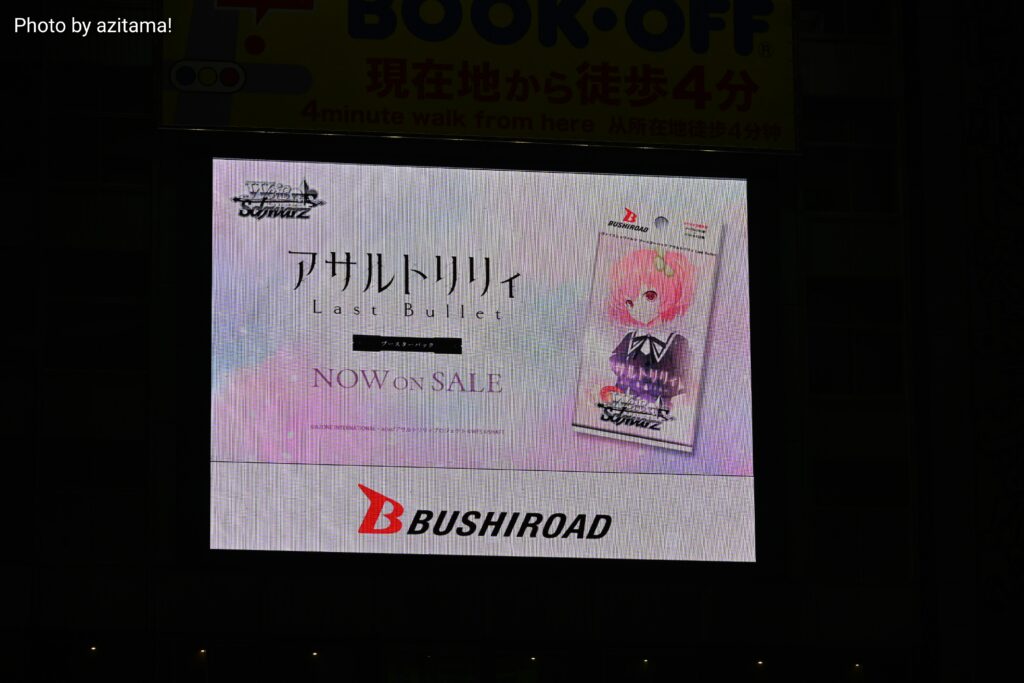 Photo by azitama!
BOOK・OFF®
現在地から徒歩4分
4minute walk from here 从所在地徒步4分钟
Weiß Schwarz
アサルトリリィ
Last Bullet
ブースターパック
NOW ON SALE
BUSHIROAD
Weiß Schwarz
BUSHIROAD